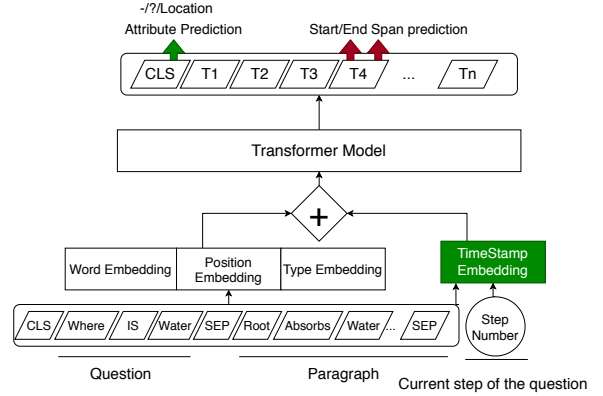 -/?/Location
Attribute Prediction
Start/End Span prediction
CLS T1 T2 T3 T4 ... Tn
Transformer Model
+
Word Embedding
Position
Embedding
Type Embedding
TimeStamp
Embedding
CLS Where IS Water SEP Root Absorbs Water ... SEP
Step
Number
Question
Paragraph
Current step of the question